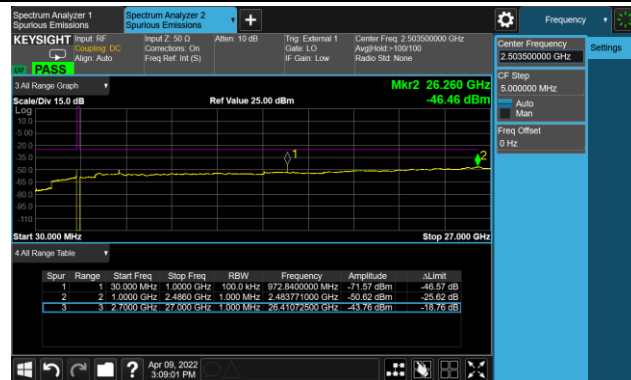 Spectrum Analyzer 1
Spurious Emissions
Spectrum Analyzer 2
Spurious Emissions
Frequency
KEYSIGHT
Input: RF
Coupling: DC
Align: Auto
Input Z: 50 Ω
Corrections: On
Freq Ref: Int (S)
Atten: 10 dB
Trig: External 1
Gate: LO
IF Gain: Low
Center Freq: 2.503500000 GHz
Avg|Hold:>100/100
Radio Std: None
PASS
Center Frequency
2.503500000 GHz
Settings
CF Step
5.000000 MHz
Auto
Man
Freq Offset
0 Hz
3 All Range Graph
Mkr2 26.260 GHz
Scale/Div 15.0 dB
Ref Value 25.00 dBm
-46.46 dBm
Log
10.0
-5.00
-20.0
-35.0
-50.0
-65.0
-80.0
-95.0
-110
1
2
Start 30.000 MHz
Stop 27.000 GHz
4 All Range Table
Spur Range Start Freq Stop Freq RBW Frequency Amplitude ΔLimit
1 1 30.000 MHz 1.0000 GHz 100.0 kHz 972.8400000 MHz -71.57 dBm -46.57 dB
2 2 1.0000 GHz 2.4860 GHz 1.000 MHz 2.483771000 GHz -50.62 dBm -25.62 dB
3 3 2.7000 GHz 27.000 GHz 1.000 MHz 26.41072500 GHz -43.76 dBm -18.76 dB
?
Apr 09, 2022
3:09:01 PM